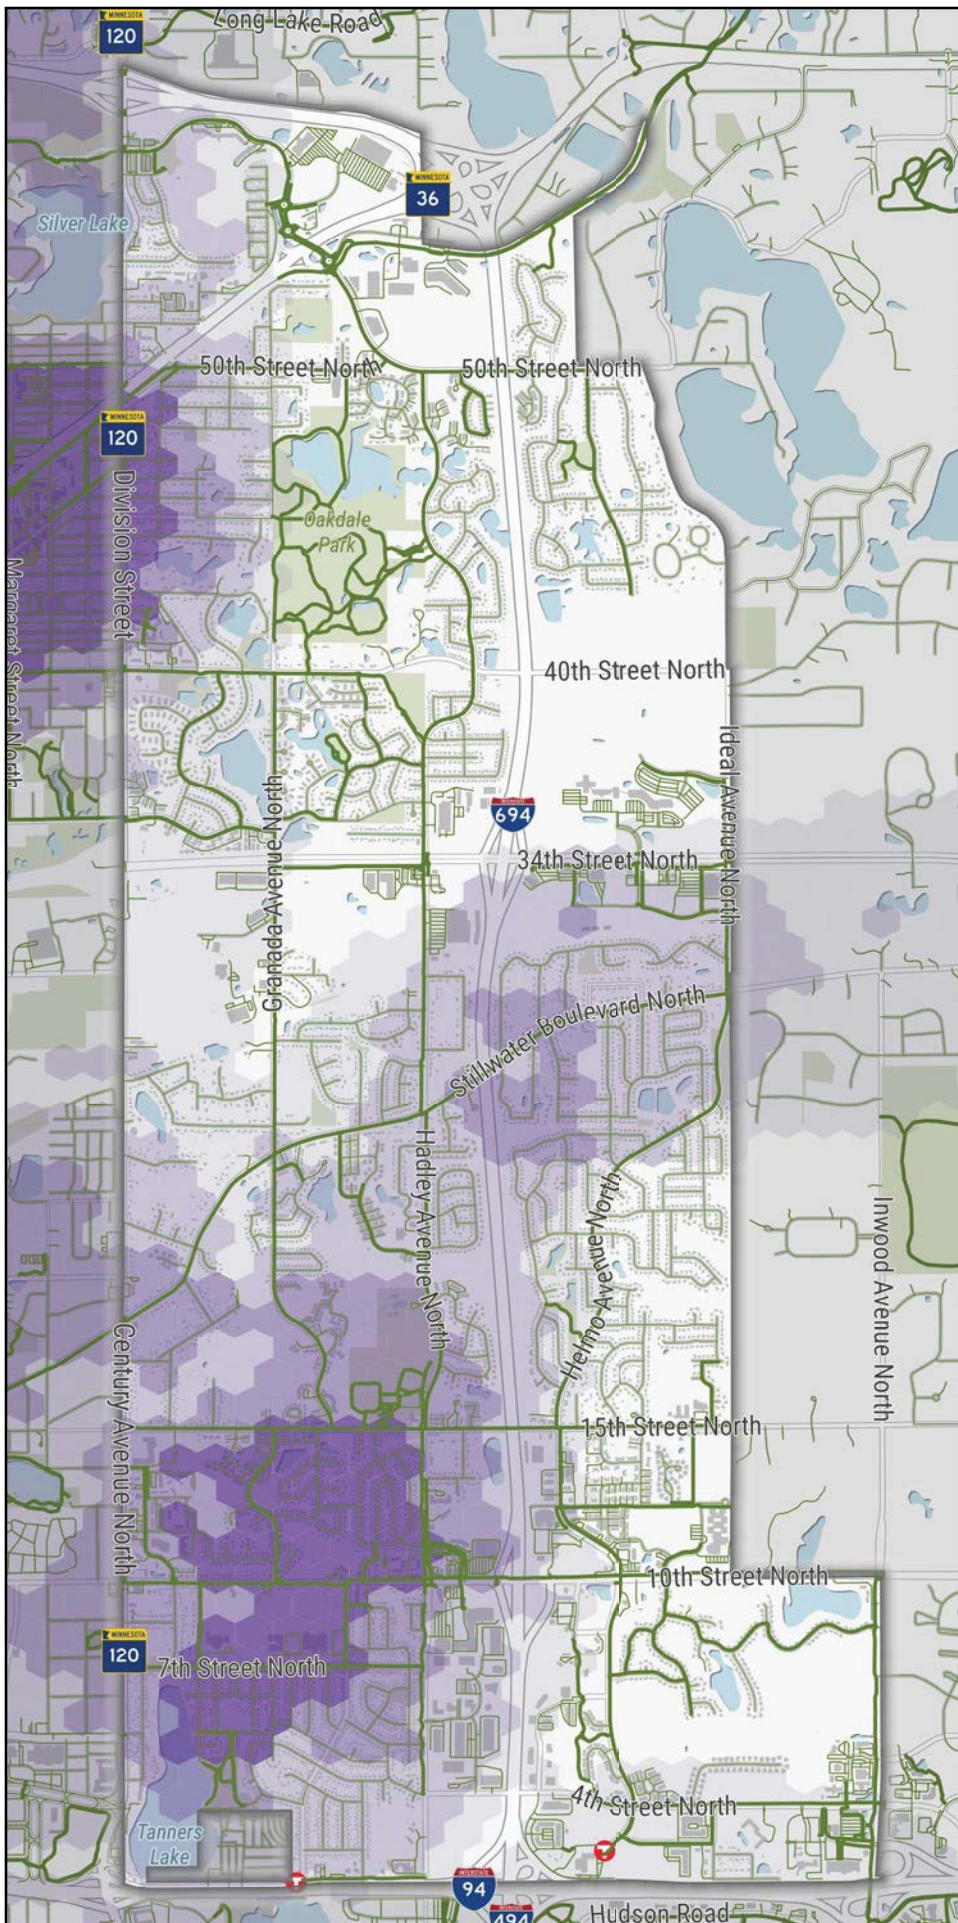 MINNESOTA
120
Long Lake Road
MINNESOTA
36
Silver Lake
50th Street North
50th Street North
MINNESOTA
120
Division Street
Oakdale
Park
Margaret Street North
40th Street North
Ideal Avenue North
Granada Avenue North
INTERSTATE
694
34th Street North
Stillwater Boulevard North
Hadley Avenue North
Helmo Avenue North
Inwood Avenue North
Century Avenue North
15th Street North
10th Street North
MINNESOTA
120
7th Street North
4th Street North
Tanners
Lake
T
T
INTERSTATE
94
INTERSTATE
494
Hudson Road